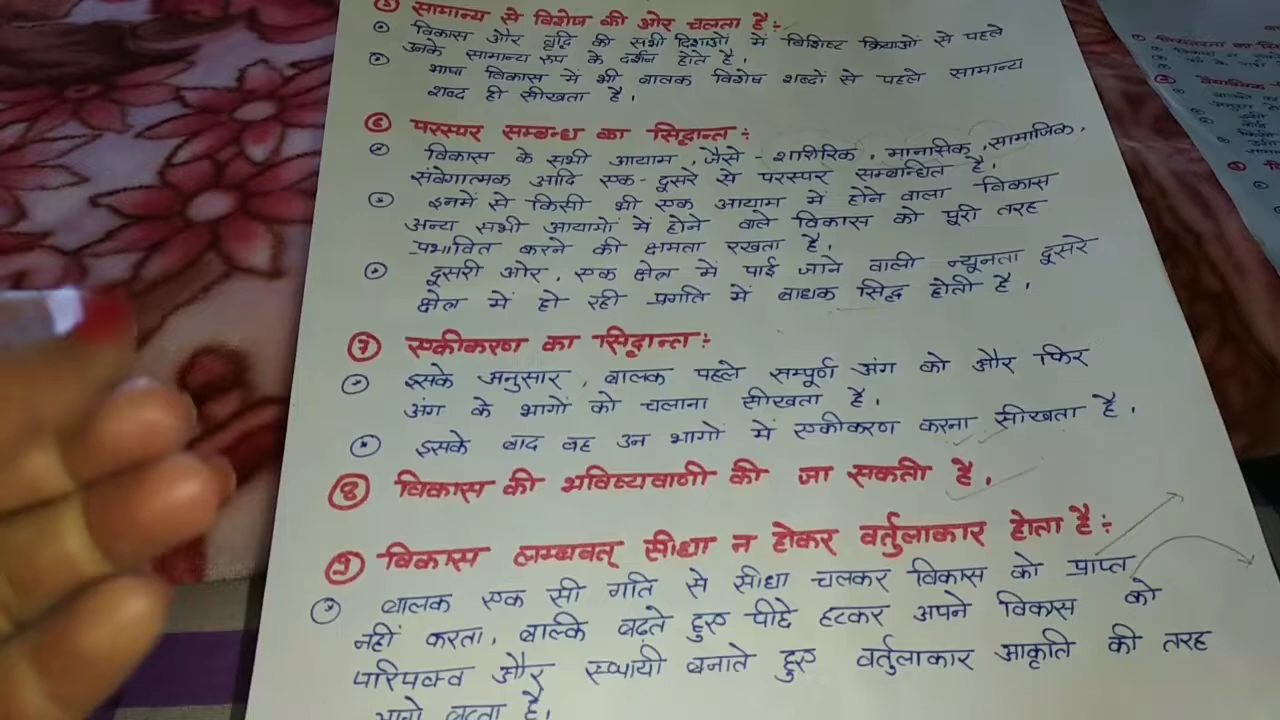 ⑤ सामान्य से विशेष की ओर चलता है :-
विकास और वृद्धि की सभी दिशाओं में विशिष्ट क्रियाओं से पहले
उनके सामान्य रूप के दर्शन होते है।
भाषा विकास में भी बालक विशेष शब्दों से पहले सामान्य
शब्द ही सीखता है।
⑥ परस्पर सम्बन्ध का सिद्धान्त :
विकास के सभी आयाम, जैसे - शारीरिक, मानसिक, सामाजिक,
संवेगात्मक आदि एक-दूसरे से परस्पर सम्बन्धित है,
इनमें से किसी भी एक आयाम में होने वाला विकास
अन्य सभी आयामों में होने वाले विकास को पूरी तरह
प्रभावित करने की क्षमता रखता है,
दूसरी ओर, एक क्षेत्र में पाई जाने वाली न्यूनता दूसरे
क्षेत्र में हो रही प्रगति में बाधक सिद्ध होती है,
⑦ एकीकरण का सिद्धान्त :
इसके अनुसार, बालक पहले सम्पूर्ण अंग को और फिर
अंग के भागों को चलाना सीखता है,
इसके बाद वह उन भागों में एकीकरण करना सीखता है,
⑧ विकास की भविष्यवाणी की जा सकती है,
⑨ विकास लम्बवत् सीधा न होकर वर्तुलाकार होता है :
बालक एक सी गति से सीधा चलकर विकास को प्राप्त
नहीं करता, बल्कि बढ़ते हुए पीछे हटकर अपने विकास को
परिपक्व और स्थायी बनाते हुए वर्तुलाकार आकृति की तरह
आगे बढ़ता है,